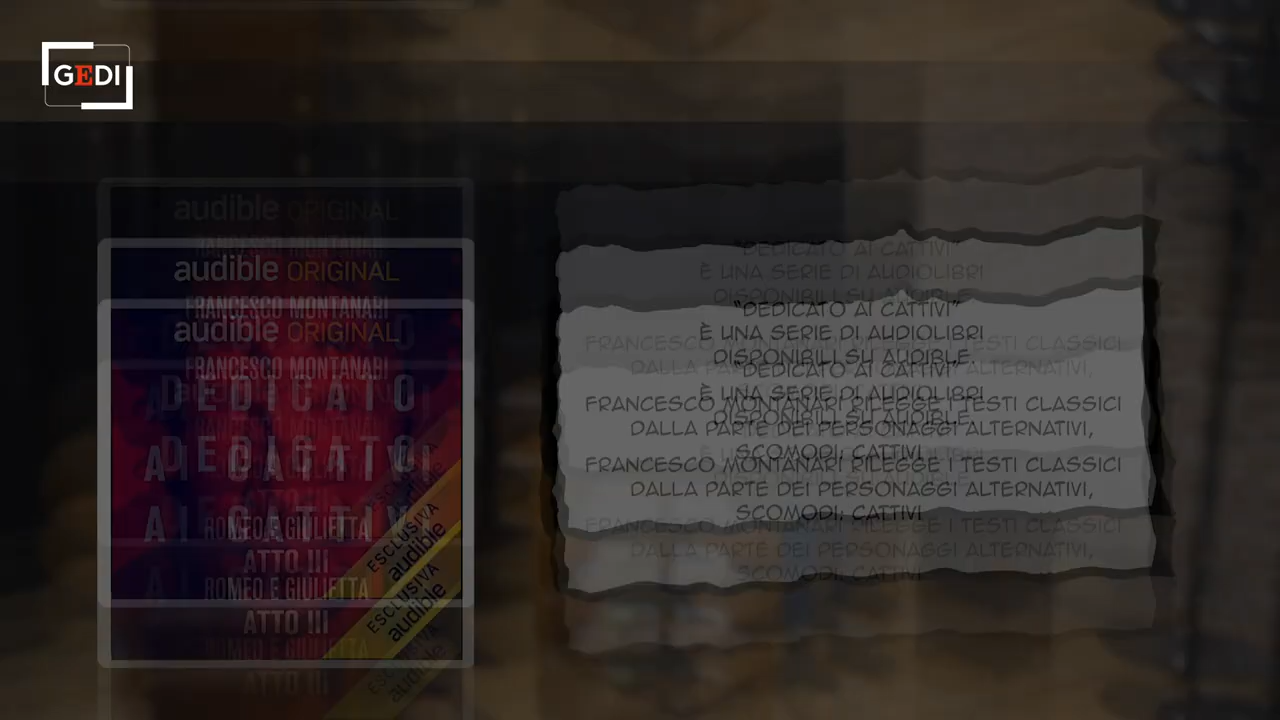 GEDI
audible ORIGINAL
FRANCESCO MONTANARI
DEDICATO
AI CATTIVI
ROMEO E GIULIETTA
ATTO III
ESCLUSIVA
audible
"DEDICATO AI CATTIVI"
È UNA SERIE DI AUDIOLIBRI
DISPONIBILI SU AUDIBLE.
FRANCESCO MONTANARI RILEGGE I TESTI CLASSICI
DALLA PARTE DEI PERSONAGGI ALTERNATIVI,
SCOMODI, CATTIVI